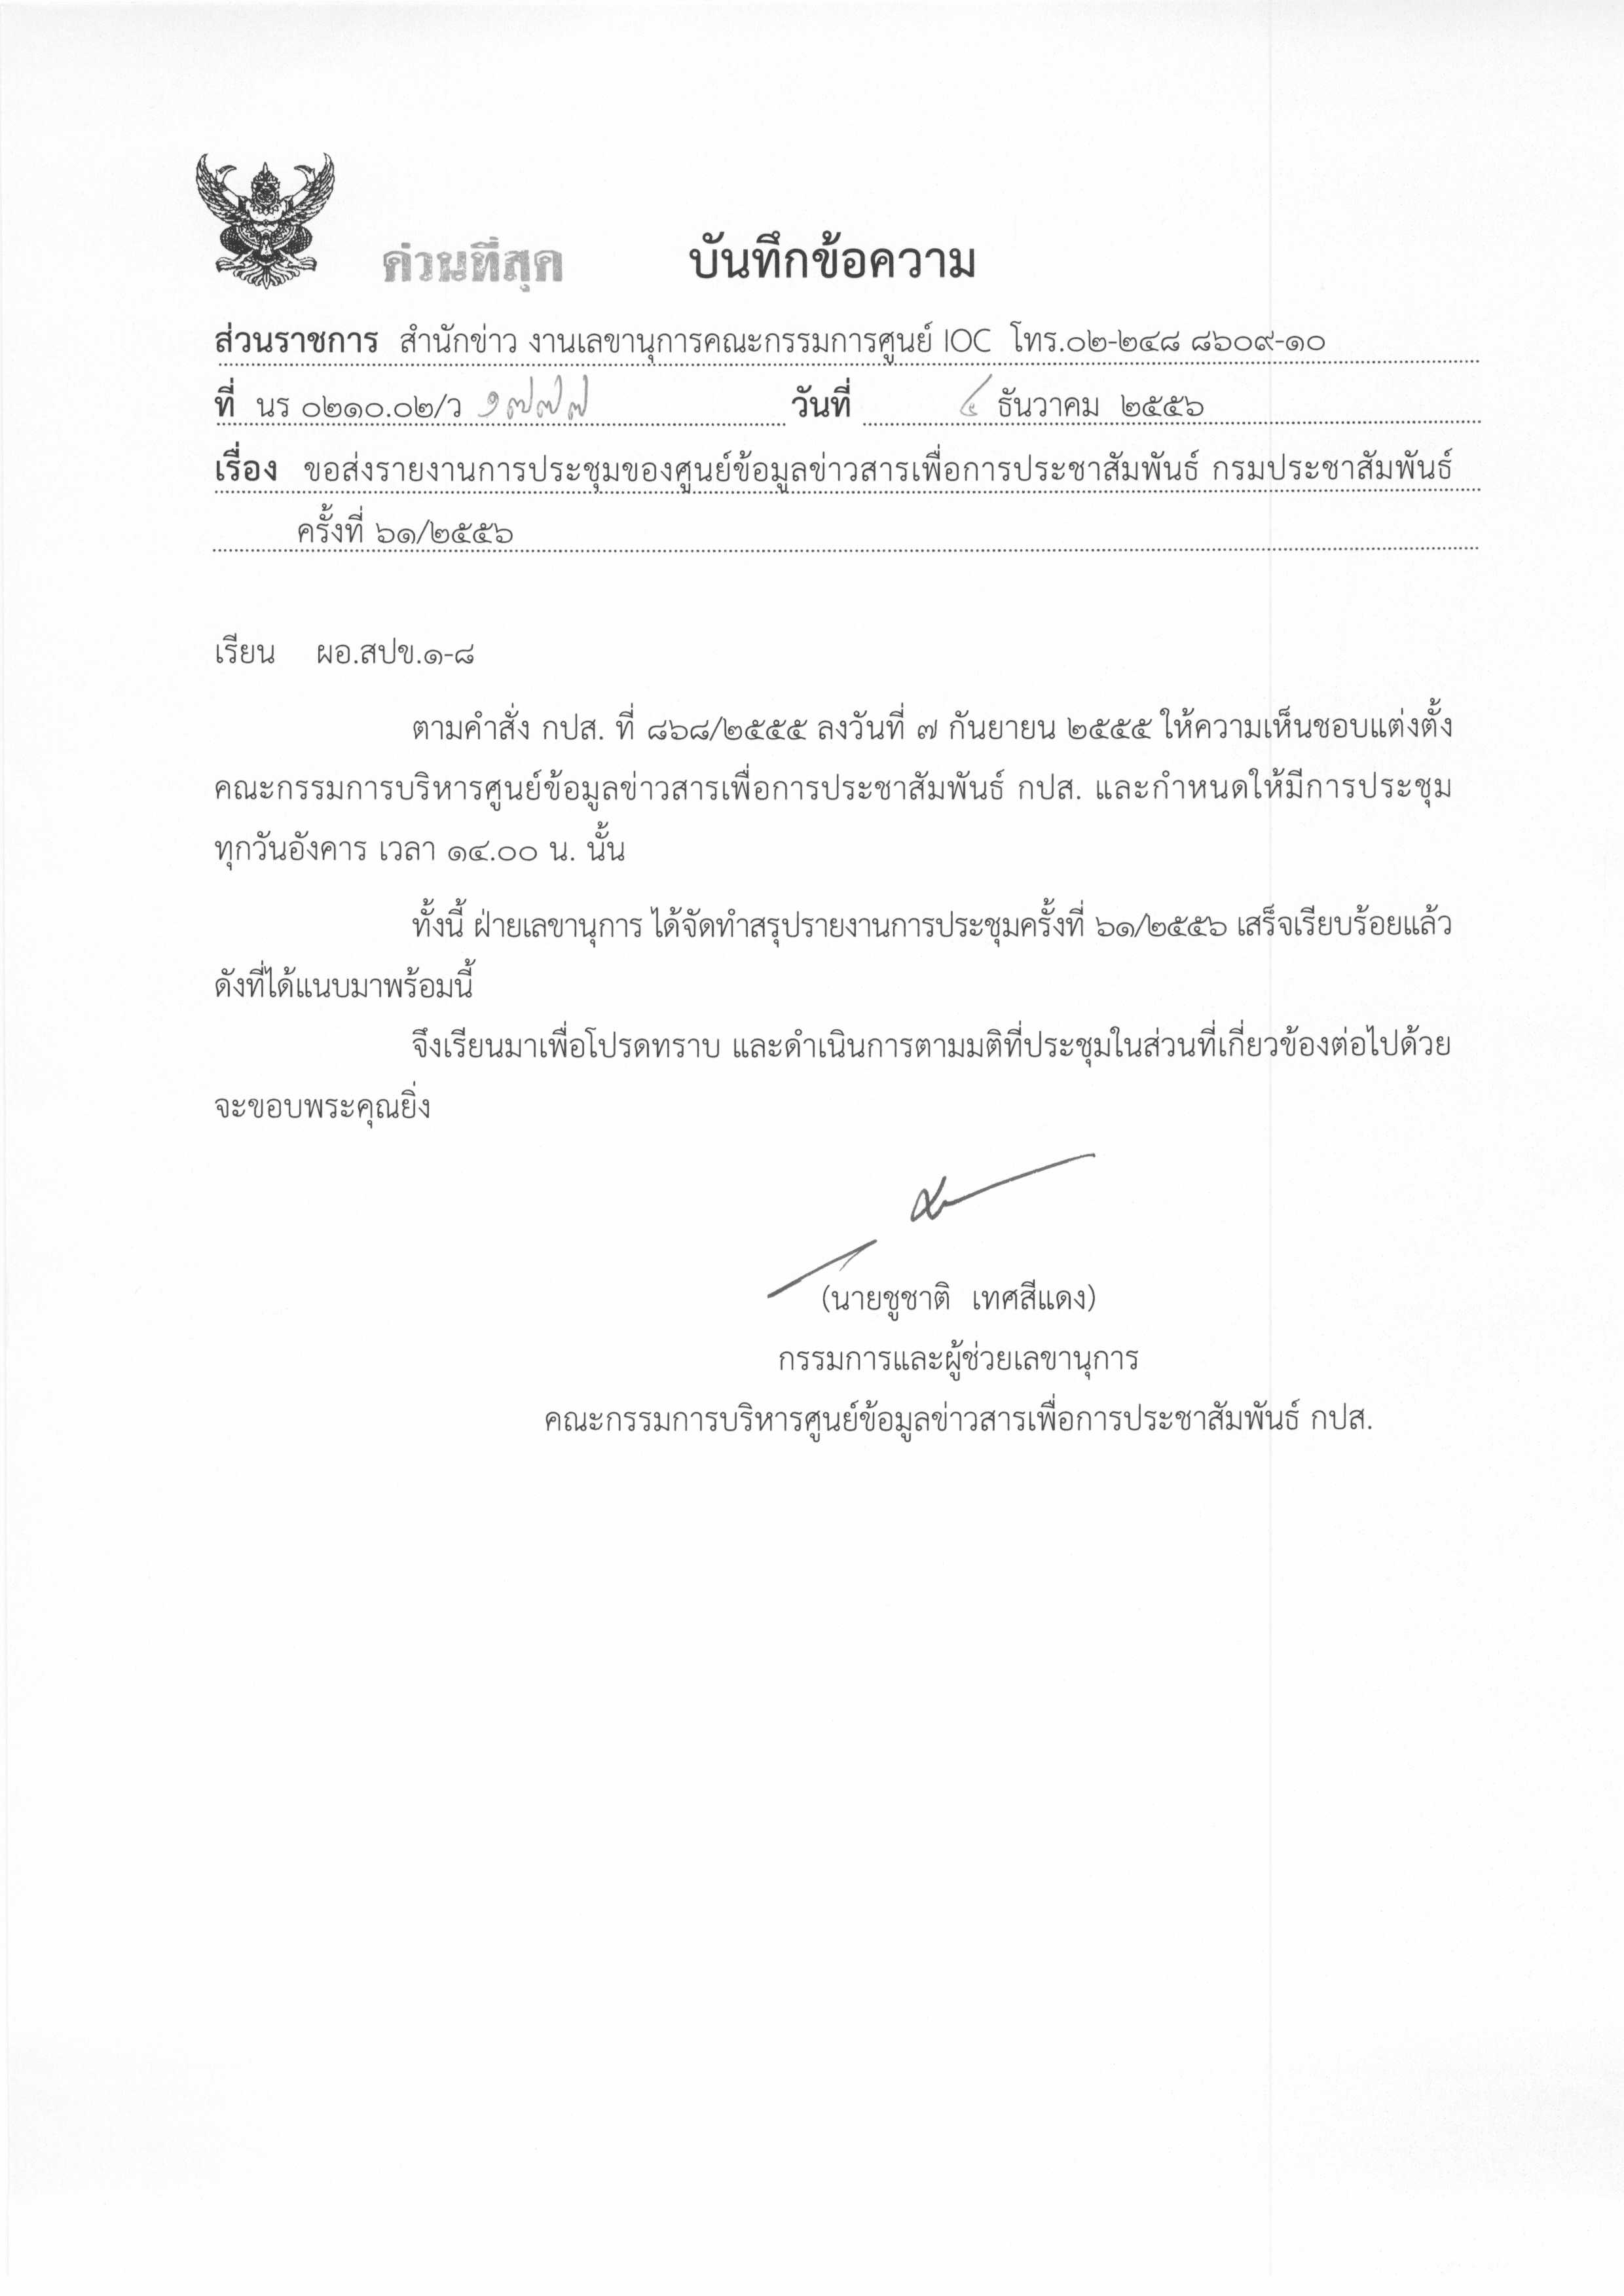 ด่วนที่สุด บันทึกข้อความ
ส่วนราชการ สำนักข่าว งานเลขานุการคณะกรรมการศูนย์ IOC โทร.๐๒-๒๔๘ ๘๖๐๙-๑๐
ที่ นร ๐๒๑๐.๐๒/ว ๑๗๗๗ วันที่ ๔ ธันวาคม ๒๕๕๖
เรื่อง ขอส่งรายงานการประชุมของศูนย์ข้อมูลข่าวสารเพื่อการประชาสัมพันธ์ กรมประชาสัมพันธ์
ครั้งที่ ๖๑/๒๕๕๖
เรียน ผอ.สปข.๑-๘
ตามคำสั่ง กปส. ที่ ๘๖๘/๒๕๕๕ ลงวันที่ ๗ กันยายน ๒๕๕๕ ให้ความเห็นชอบแต่งตั้ง
คณะกรรมการบริหารศูนย์ข้อมูลข่าวสารเพื่อการประชาสัมพันธ์ กปส. และกำหนดให้มีการประชุม
ทุกวันอังคาร เวลา ๑๔.๐๐ น. นั้น
ทั้งนี้ ฝ่ายเลขานุการ ได้จัดทำสรุปรายงานการประชุมครั้งที่ ๖๑/๒๕๕๖ เสร็จเรียบร้อยแล้ว
ดังที่ได้แนบมาพร้อมนี้
จึงเรียนมาเพื่อโปรดทราบ และดำเนินการตามมติที่ประชุมในส่วนที่เกี่ยวข้องต่อไปด้วย
จะขอบพระคุณยิ่ง
(นายชูชาติ เทศสีแดง)
กรรมการและผู้ช่วยเลขานุการ
คณะกรรมการบริหารศูนย์ข้อมูลข่าวสารเพื่อการประชาสัมพันธ์ กปส.